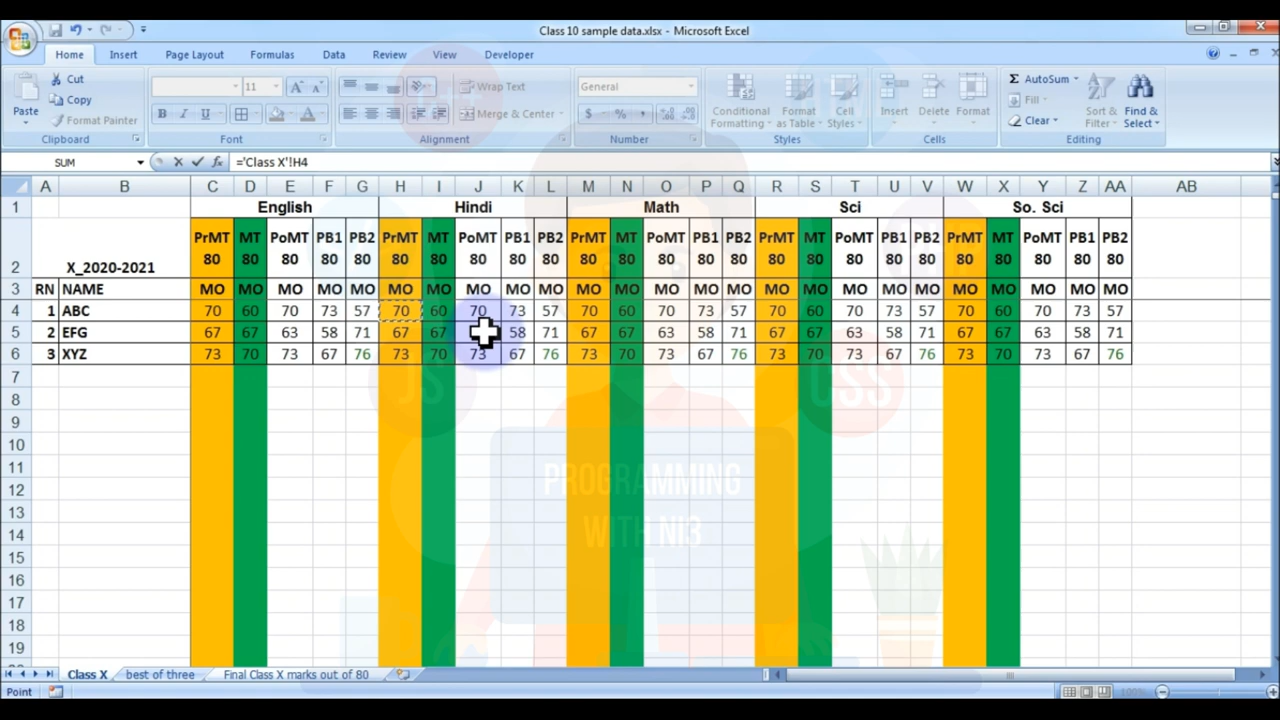 Class 10 sample data.xlsx - Microsoft Excel
Home Insert Page Layout Formulas Data Review View Developer
Cut
Copy
Format Painter
Paste
11
Wrap Text
Merge & Center
General
Conditional Formatting
Format as Table
Cell Styles
Insert Delete Format
AutoSum
Fill
Clear
Sort & Filter
Find & Select
Clipboard Font Alignment Number Styles Cells Editing
SUM ='Class X'!H4
A B C D E F G H I J K L M N O P Q R S T U V W X Y Z AA AB
1 English Hindi Math Sci So. Sci
PrMT MT PoMT PB1 PB2 PrMT MT PoMT PB1 PB2 PrMT MT PoMT PB1 PB2 PrMT MT PoMT PB1 PB2 PrMT MT PoMT PB1 PB2
2 X_2020-2021 80 80 80 80 80 80 80 80 80 80 80 80 80 80 80 80 80 80 80 80 80 80 80 80 80
3 RN NAME MO MO MO MO MO MO MO MO MO MO MO MO MO MO MO MO MO MO MO MO MO MO MO MO MO
4 1 ABC 70 60 70 73 57 70 60 70 73 57 70 60 70 73 57 70 60 70 73 57 70 60 70 73 57
5 2 EFG 67 67 63 58 71 67 67 58 71 67 67 63 58 71 67 67 63 58 71 67 67 63 58 71
6 3 XYZ 73 70 73 67 76 73 70 73 67 76 73 70 73 67 76 73 70 73 67 76 73 70 73 67 76
7
8
9
10
11
12
13
14
15
16
17
18
19
JS
CSS
PROGRAMMING
WITH NI3
Class X best of three Final Class X marks out of 80
Point 100%